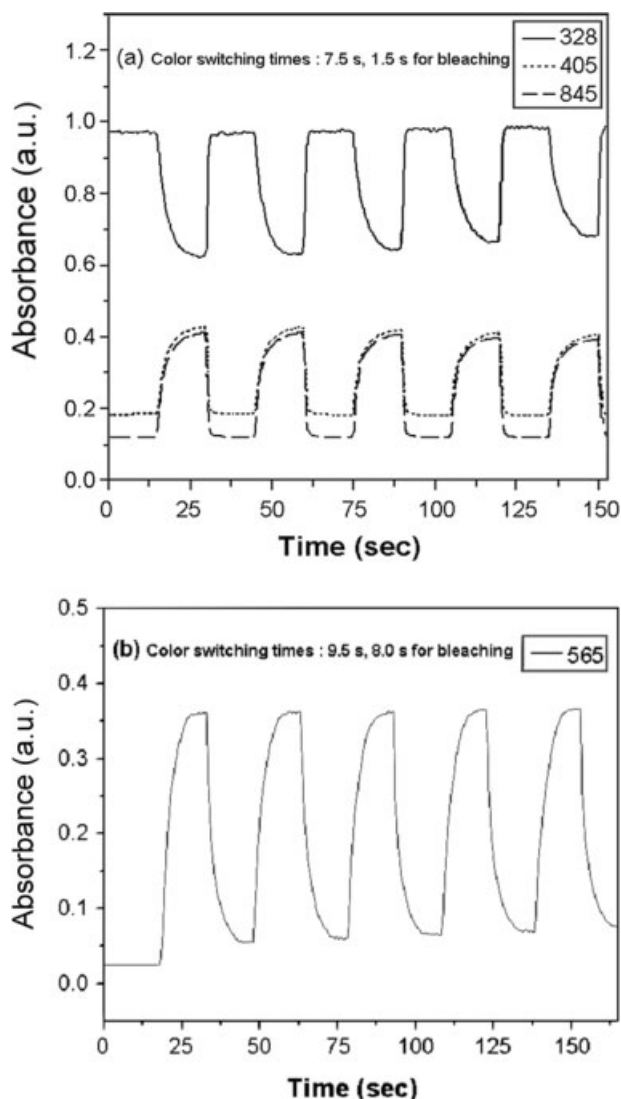 (a) Color switching times : 7.5 s, 1.5 s for bleaching
328
405
845
1.2
1.0
0.8
0.6
0.4
0.2
0.0
Absorbance (a.u.)
0 25 50 75 100 125 150
Time (sec)
(b) Color switching times : 9.5 s, 8.0 s for bleaching
565
0.5
0.4
0.3
0.2
0.1
0.0
Absorbance (a.u.)
0 25 50 75 100 125 150
Time (sec)